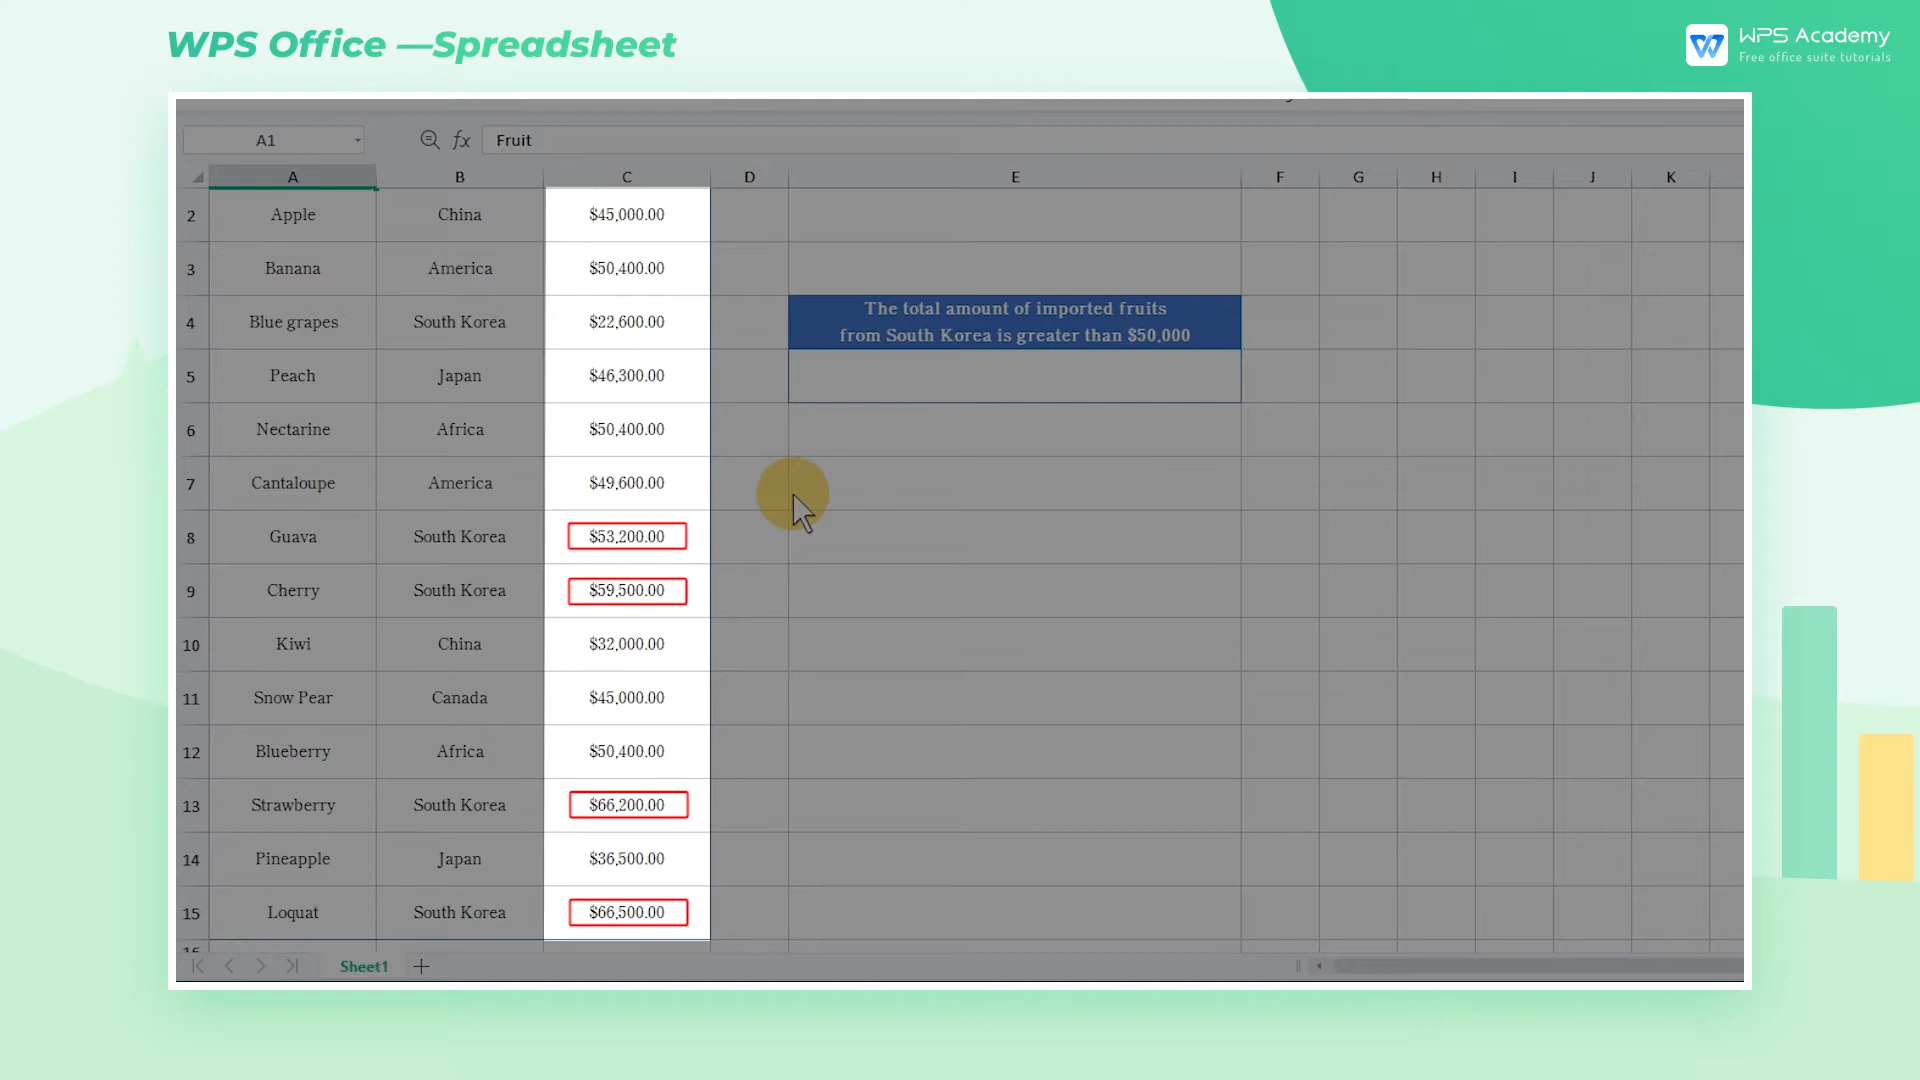 WPS Office —Spreadsheet
WPS Academy
Free office suite tutorials
A1 fx Fruit
A B C D E F G H I J K
2 Apple China $45,000.00
3 Banana America $50,400.00
4 Blue grapes South Korea $22,600.00
The total amount of imported fruits
from South Korea is greater than $50,000
5 Peach Japan $46,300.00
6 Nectarine Africa $50,400.00
7 Cantaloupe America $49,600.00
8 Guava South Korea $53,200.00
9 Cherry South Korea $59,500.00
10 Kiwi China $32,000.00
11 Snow Pear Canada $45,000.00
12 Blueberry Africa $50,400.00
13 Strawberry South Korea $66,200.00
14 Pineapple Japan $36,500.00
15 Loquat South Korea $66,500.00
Sheet1